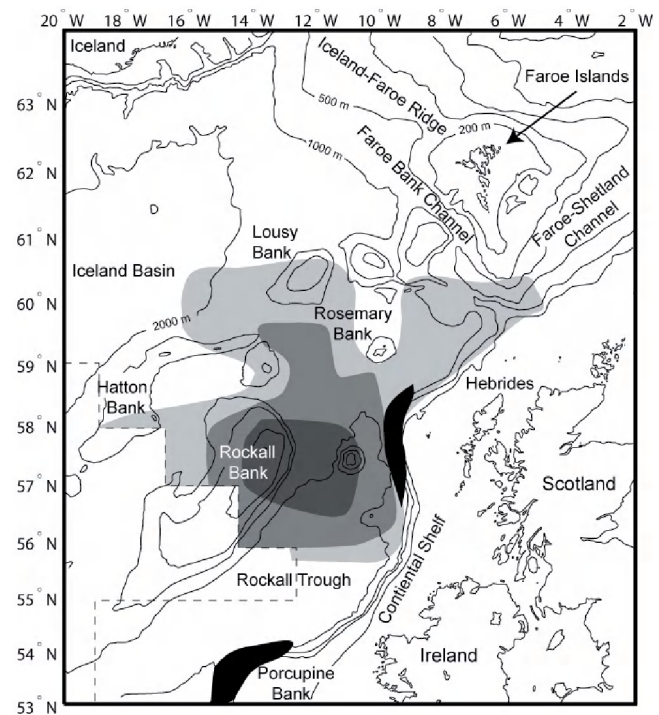 20 W 18 W 16 W 14 W 12 W 10 W 8 W 6 W 4 W 2 W
Iceland
Iceland-Faroe Ridge
Faroe Islands
63° N
500 m
200 m
1000 m
Faroe Bank Channel
62° N
Faroe-Shetland
Channel
61° N
Lousy
Bank
Iceland Basin
60° N
Rosemary
Bank
2000 m
59° N
Hatton
Bank
Hebrides
58° N
Rockall
Bank
57° N
Scotland
56° N
Contiental Shelf
Rockall Trough
55° N
54° N
Ireland
Porcupine
Bank
53° N